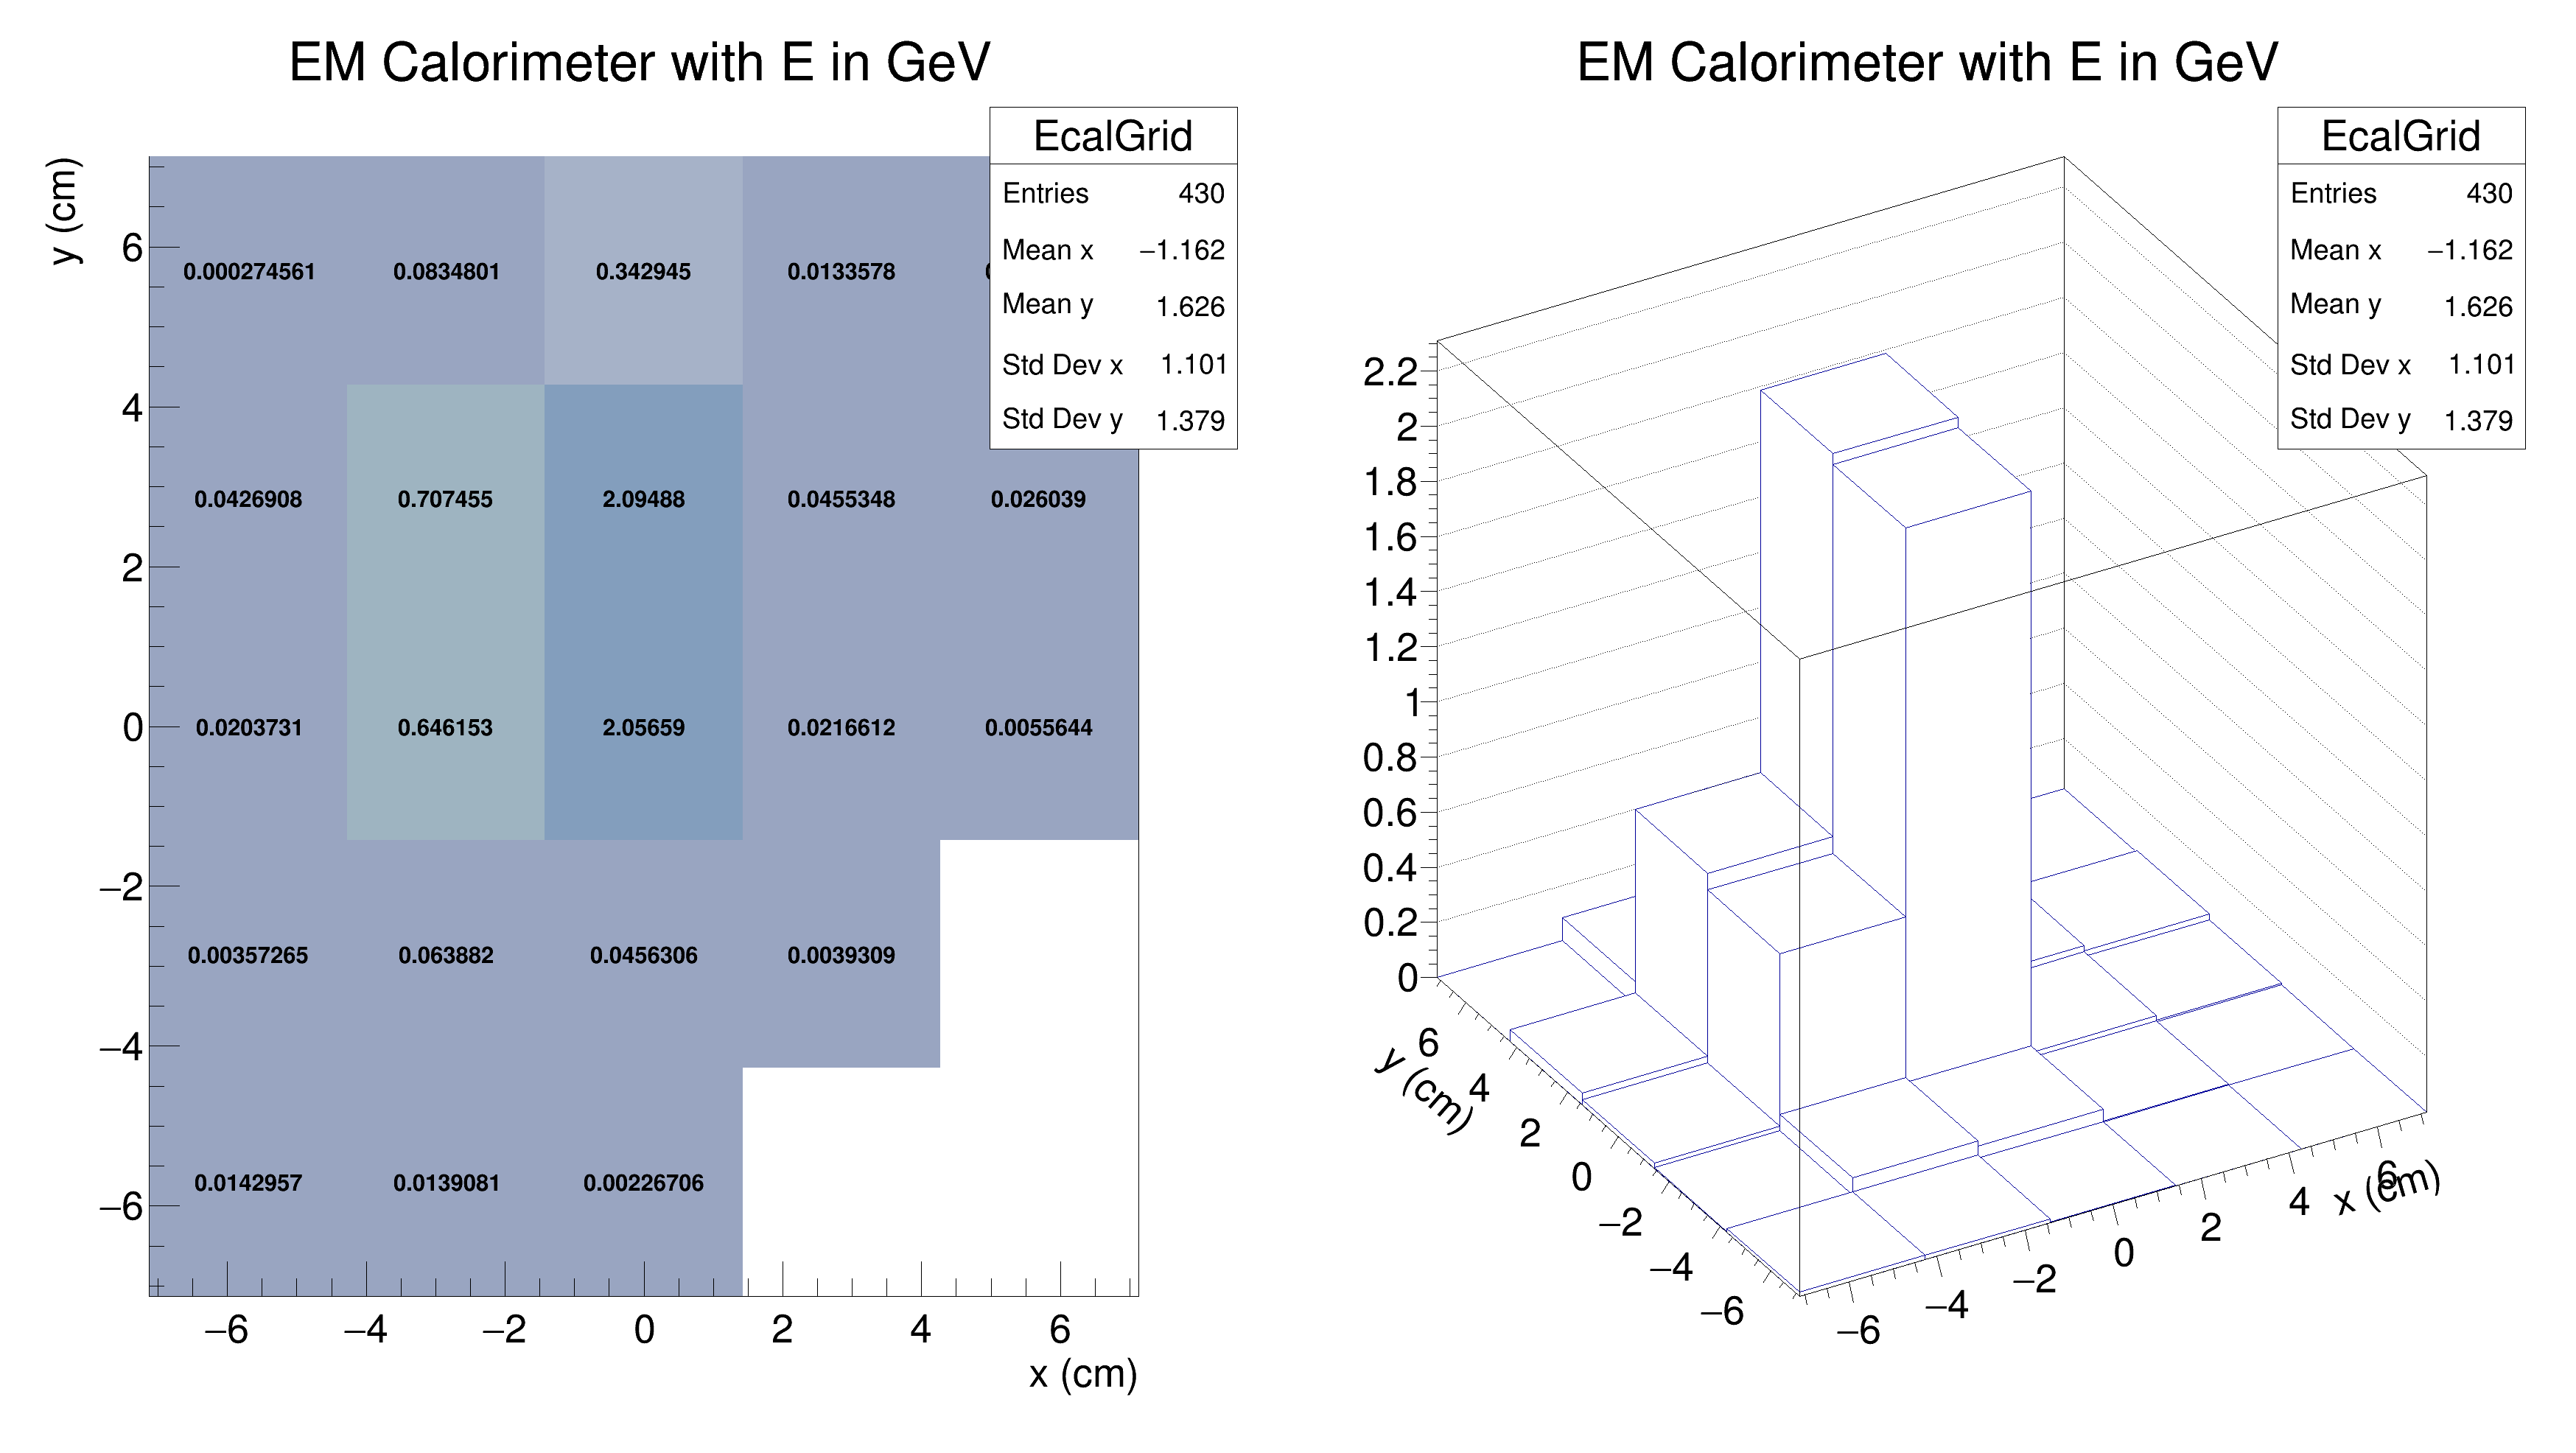 EM Calorimeter with E in GeV
EcalGrid
Entries 430
Mean x −1.162
Mean y 1.626
Std Dev x 1.101
Std Dev y 1.379
y (cm)
6
4
2
0
−2
−4
−6
0.000274561 0.0834801 0.342945 0.0133578
0.0426908 0.707455 2.09488 0.0455348 0.026039
0.0203731 0.646153 2.05659 0.0216612 0.0055644
0.00357265 0.063882 0.0456306 0.0039309
0.0142957 0.0139081 0.00226706
−6 −4 −2 0 2 4 6
x (cm)
EM Calorimeter with E in GeV
EcalGrid
Entries 430
Mean x −1.162
Mean y 1.626
Std Dev x 1.101
Std Dev y 1.379
2.2
2
1.8
1.6
1.4
1.2
1
0.8
0.6
0.4
0.2
0
y (cm)
6
4
2
0
−2
−4
−6
−6 −4 −2 0 2 4 6
x (cm)